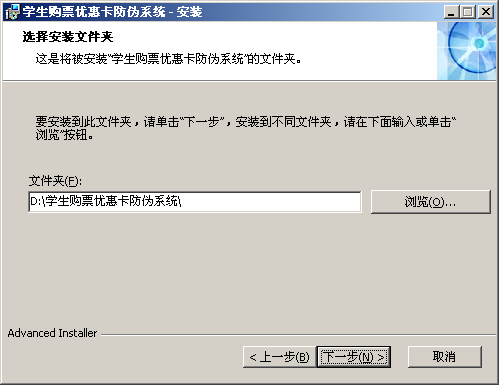 学生购票优惠卡防伪系统 - 安装
选择安装文件夹
这是将被安装“学生购票优惠卡防伪系统”的文件夹。
要安装到此文件夹，请单击“下一步”，安装到不同文件夹，请在下面输入或单击“
浏览”按钮。
文件夹(F):
D:\学生购票优惠卡防伪系统\
浏览(O)...
Advanced Installer
< 上一步(B)
下一步(N) >
取消